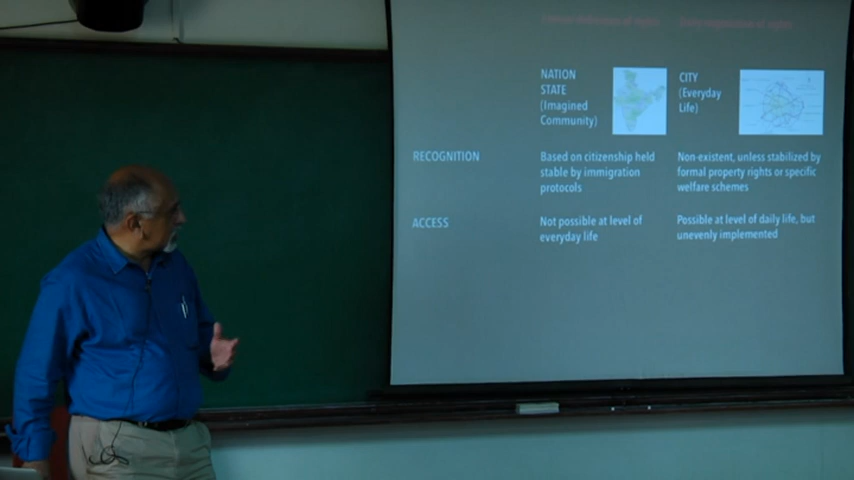 NATION
STATE
(Imagined
Community)
CITY
(Everyday
Life)
RECOGNITION
Based on citizenship held
stable by immigration
protocols
Non-existent, unless stabilized by
formal property rights or specific
welfare schemes
ACCESS
Not possible at level of
everyday life
Possible at level of daily life, but
unevenly implemented